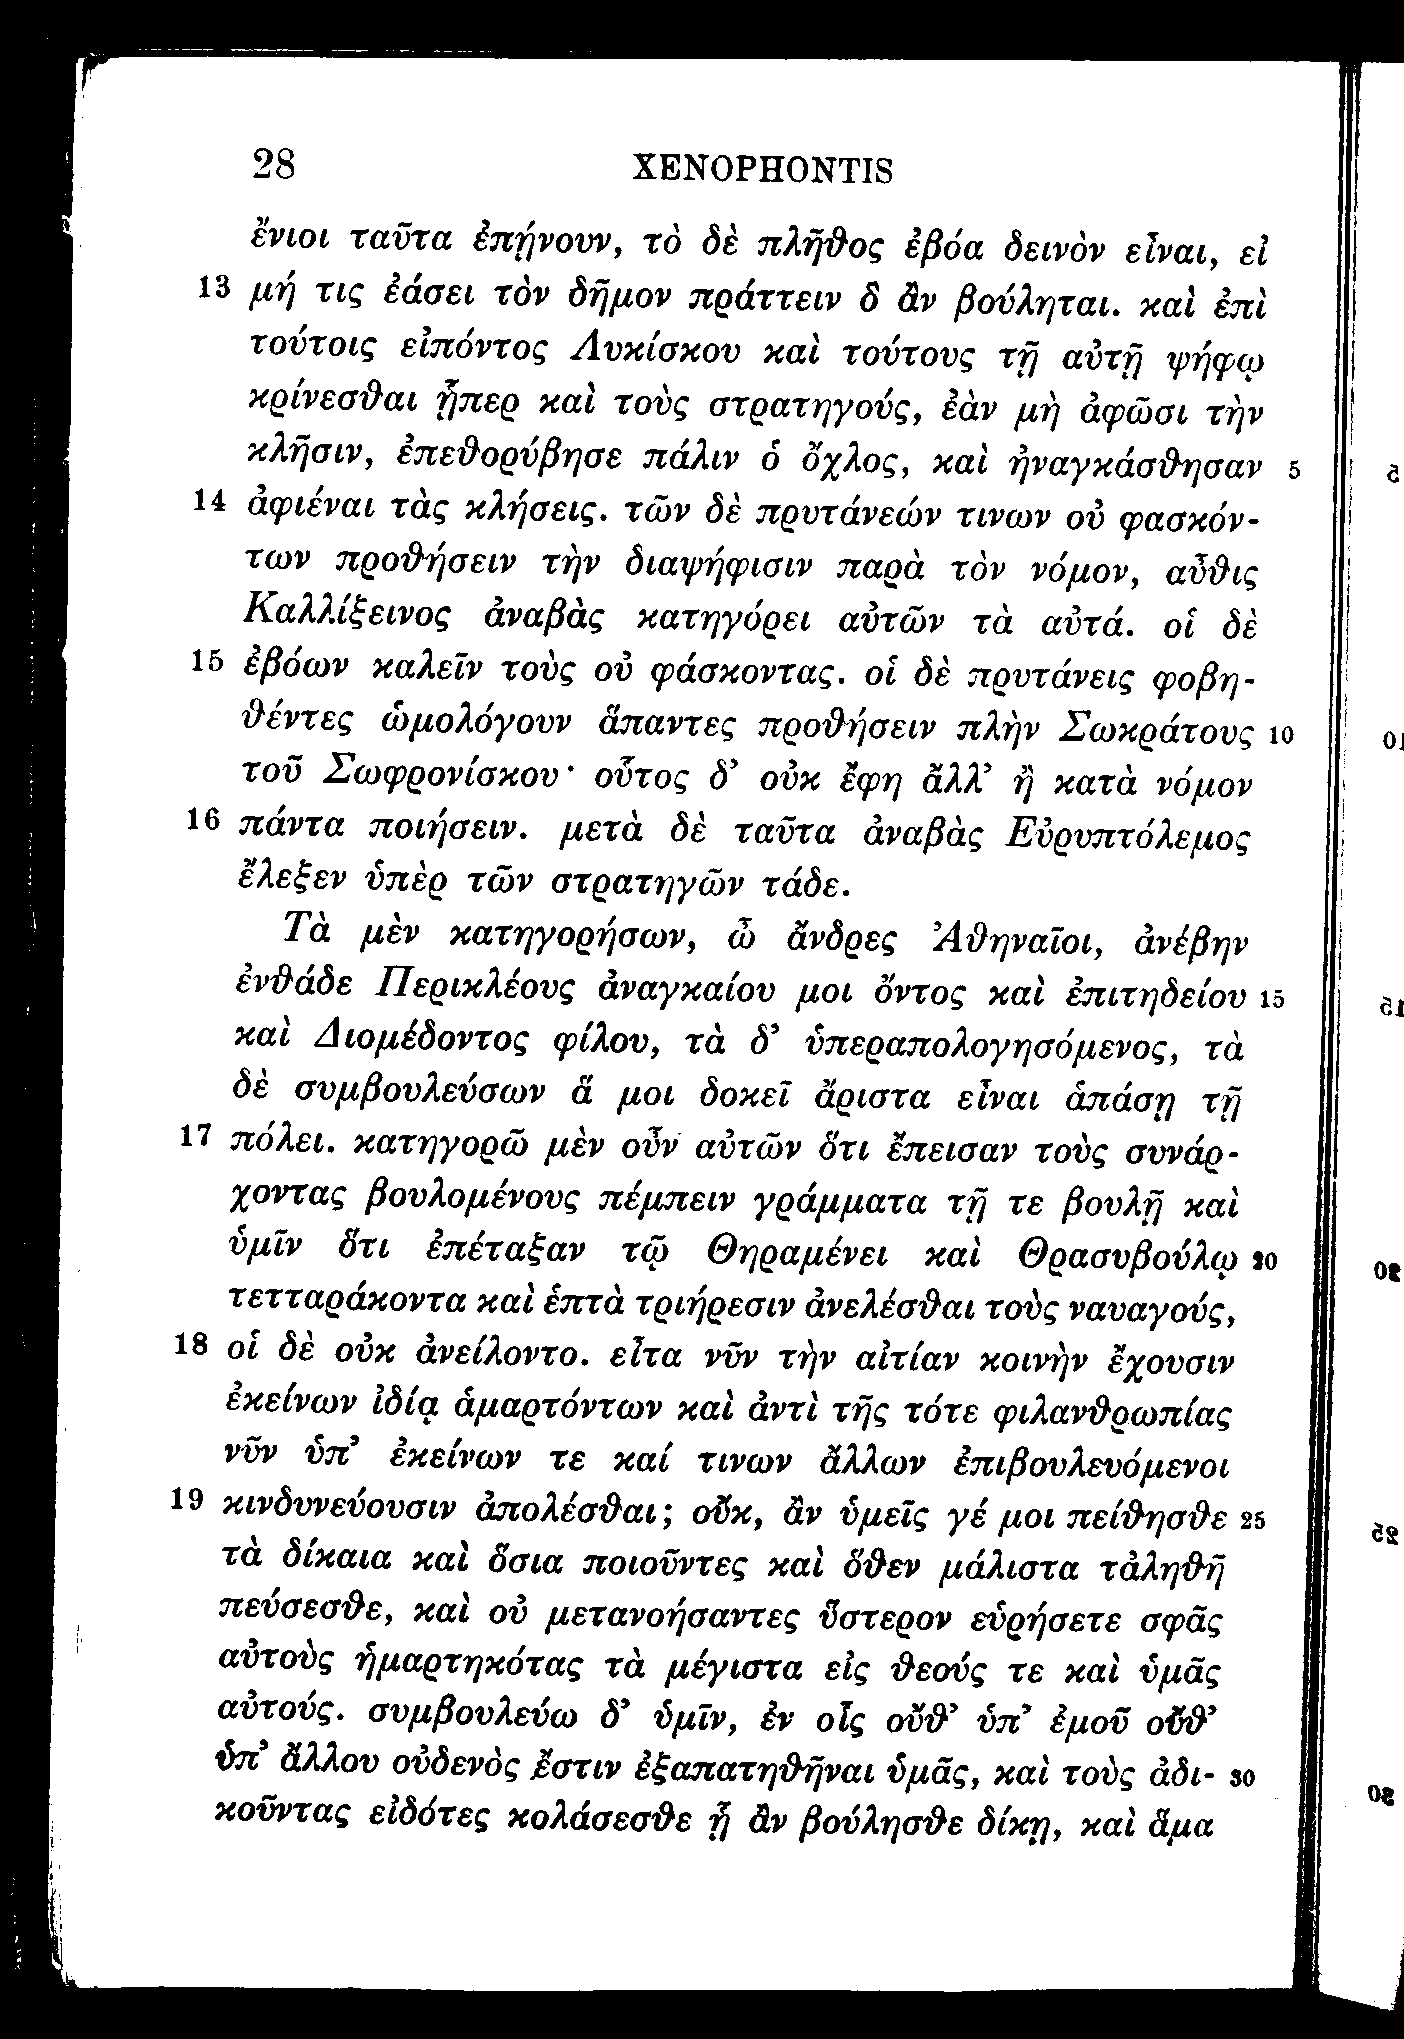 28 XENOPHONTIS
ἔνιοι ταῦτα ἐπῄνουν, τὸ δὲ πλῆθος ἐβόα δεινὸν εἶναι, εἰ
13 μή τις ἐάσει τὸν δῆμον πράττειν ὃ ἂν βούληται. καὶ ἐπὶ
τούτοις εἰπόντος Λυκίσκου καὶ τούτους τῇ αὐτῇ ψήφῳ
κρίνεσθαι ᾗπερ καὶ τοὺς στρατηγούς, ἐὰν μὴ ἀφῶσι τὴν
κλῆσιν, ἐπεθορύβησε πάλιν ὁ ὄχλος, καὶ ἠναγκάσθησαν 5
14 ἀφιέναι τὰς κλήσεις. τῶν δὲ πρυτάνεών τινων οὐ φασκόν-
των προθήσειν τὴν διαψήφισιν παρὰ τὸν νόμον, αὖθις
Καλλίξεινος ἀναβὰς κατηγόρει αὐτῶν τὰ αὐτά. οἱ δὲ
15 ἐβόων καλεῖν τοὺς οὐ φάσκοντας. οἱ δὲ πρυτάνεις φοβη-
θέντες ὡμολόγουν ἅπαντες προθήσειν πλὴν Σωκράτους 10
τοῦ Σωφρονίσκου· οὗτος δ’ οὐκ ἔφη ἀλλ’ ἢ κατὰ νόμον
16 πάντα ποιήσειν. μετὰ δὲ ταῦτα ἀναβὰς Εὐρυπτόλεμος
ἔλεξεν ὑπὲρ τῶν στρατηγῶν τάδε.
Τὰ μὲν κατηγορήσων, ὦ ἄνδρες Ἀθηναῖοι, ἀνέβην
ἐνθάδε Περικλέους ἀναγκαίου μοι ὄντος καὶ ἐπιτηδείου 15
καὶ Διομέδοντος φίλου, τὰ δ’ ὑπεραπολογησόμενος, τὰ
δὲ συμβουλεύσων ἅ μοι δοκεῖ ἄριστα εἶναι ἁπάσῃ τῇ
17 πόλει. κατηγορῶ μὲν οὖν αὐτῶν ὅτι ἔπεισαν τοὺς συνάρ-
χοντας βουλομένους πέμπειν γράμματα τῇ τε βουλῇ καὶ
ὑμῖν ὅτι ἐπέταξαν τῷ Θηραμένει καὶ Θρασυβούλῳ 20
τετταράκοντα καὶ ἑπτὰ τριήρεσιν ἀνελέσθαι τοὺς ναυαγούς,
18 οἱ δὲ οὐκ ἀνείλοντο. εἶτα νῦν τὴν αἰτίαν κοινὴν ἔχουσιν
ἐκείνων ἰδίᾳ ἁμαρτόντων καὶ ἀντὶ τῆς τότε φιλανθρωπίας
νῦν ὑπ’ ἐκείνων τε καί τινων ἄλλων ἐπιβουλευόμενοι
19 κινδυνεύουσιν ἀπολέσθαι; οὔκ, ἂν ὑμεῖς γέ μοι πείθησθε 25
τὰ δίκαια καὶ ὅσια ποιοῦντες καὶ ὅθεν μάλιστα τἀληθῆ
πεύσεσθε, καὶ οὐ μετανοήσαντες ὕστερον εὑρήσετε σφᾶς
αὐτοὺς ἡμαρτηκότας τὰ μέγιστα εἰς θεούς τε καὶ ὑμᾶς
αὐτούς. συμβουλεύω δ’ ὑμῖν, ἐν οἷς οὔθ’ ὑπ’ ἐμοῦ οὔθ’
ὑπ’ ἄλλου οὐδενὸς ἔστιν ἐξαπατηθῆναι ὑμᾶς, καὶ τοὺς ἀδι- 30
κοῦντας εἰδότες κολάσεσθε ᾗ ἂν βούλησθε δίκῃ, καὶ ἅμα